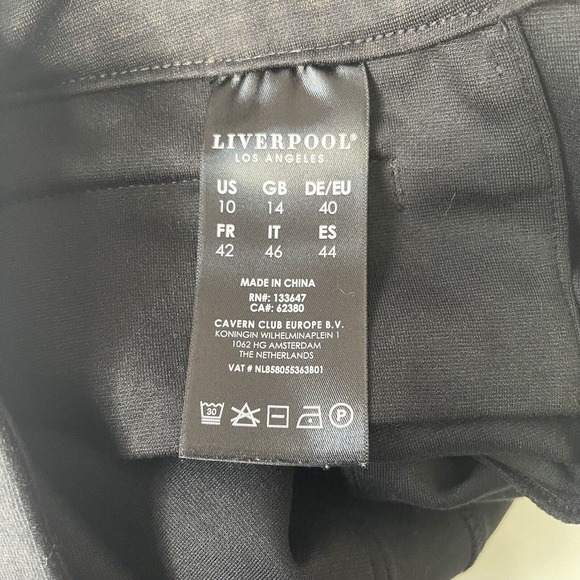 LIVERPOOL®
LOS ANGELES
US GB DE/EU
10 14 40
FR IT ES
42 46 44
MADE IN CHINA
RN#: 133647
CA#: 62380
CAVERN CLUB EUROPE B.V.
KONINGIN WILHELMINAPLEIN 1
1062 HG AMSTERDAM
THE NETHERLANDS
VAT # NL858055363B01
30 P